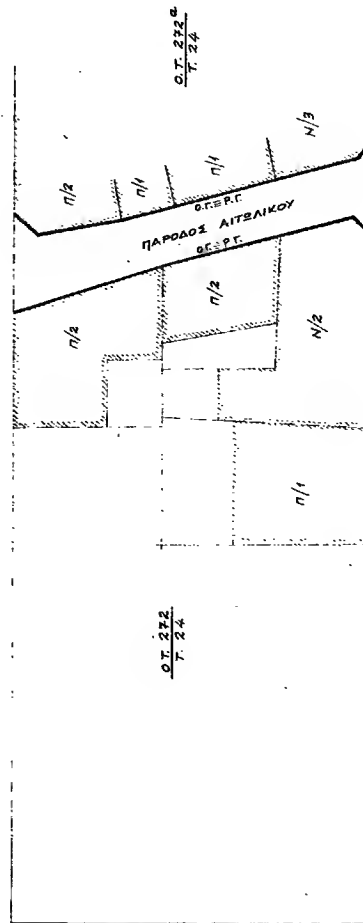 Ο.Τ. 272α
Τ. 24
Π/2
Π/1
Π/1
Ν/3
Ο.Γ.≡Ρ.Γ.
ΠΑΡΟΔΟΣ ΑΙΤΩΛΙΚΟΥ
Ο.Γ.≡Ρ.Γ.
Π/2
Π/2
Ν/2
Π/1
Ο.Τ. 272
Τ. 24